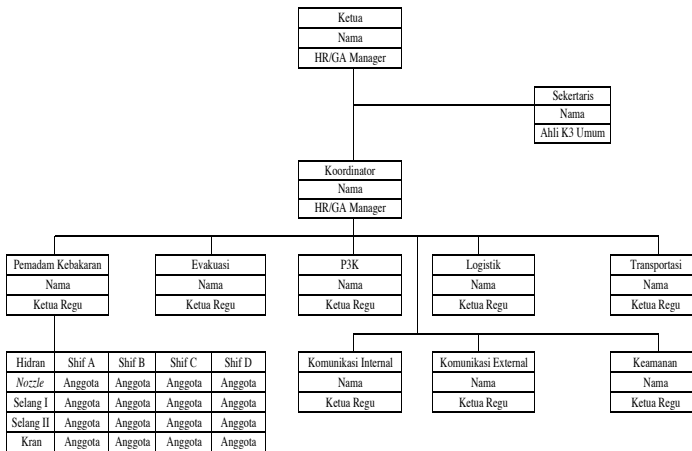 Ketua
Nama
HR/GA Manager
Sekertaris
Nama
Ahli K3 Umum
Koordinator
Nama
HR/GA Manager
Pemadam Kebakaran
Nama
Ketua Regu
Evakuasi
Nama
Ketua Regu
P3K
Nama
Ketua Regu
Logistik
Nama
Ketua Regu
Transportasi
Nama
Ketua Regu
Hidran Shif A Shif B Shif C Shif D
Nozzle Anggota Anggota Anggota Anggota
Selang I Anggota Anggota Anggota Anggota
Selang II Anggota Anggota Anggota Anggota
Kran Anggota Anggota Anggota Anggota
Komunikasi Internal
Nama
Ketua Regu
Komunikasi External
Nama
Ketua Regu
Keamanan
Nama
Ketua Regu